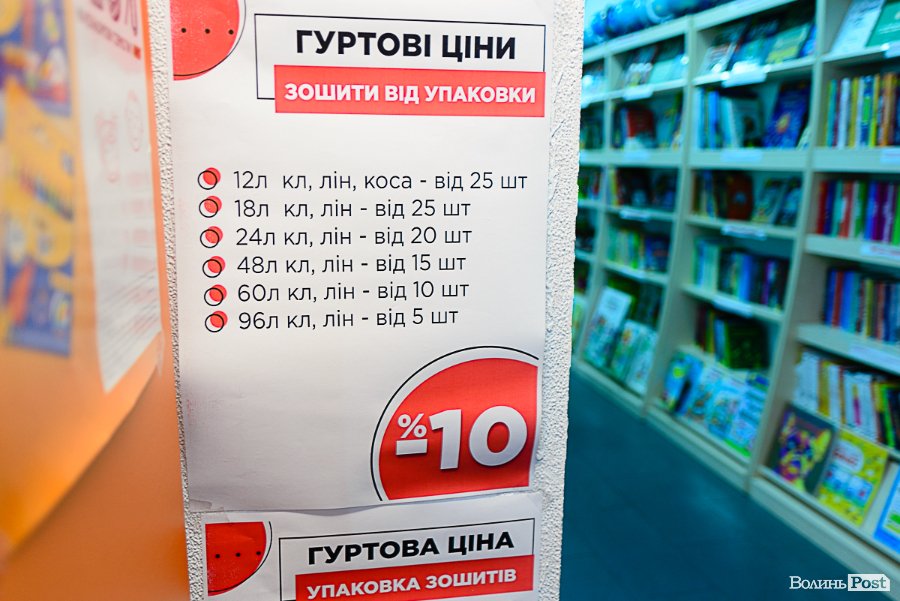 ГУРТОВІ ЦІНИ
ЗОШИТИ ВІД УПАКОВКИ
12л кл, лін, коса - від 25 шт
18л кл, лін - від 25 шт
24л кл, лін - від 20 шт
48л кл, лін - від 15 шт
60л кл, лін - від 10 шт
96л кл, лін - від 5 шт
%
-10
ГУРТОВА ЦІНА
УПАКОВКА ЗОШИТІВ
ВолиньPost